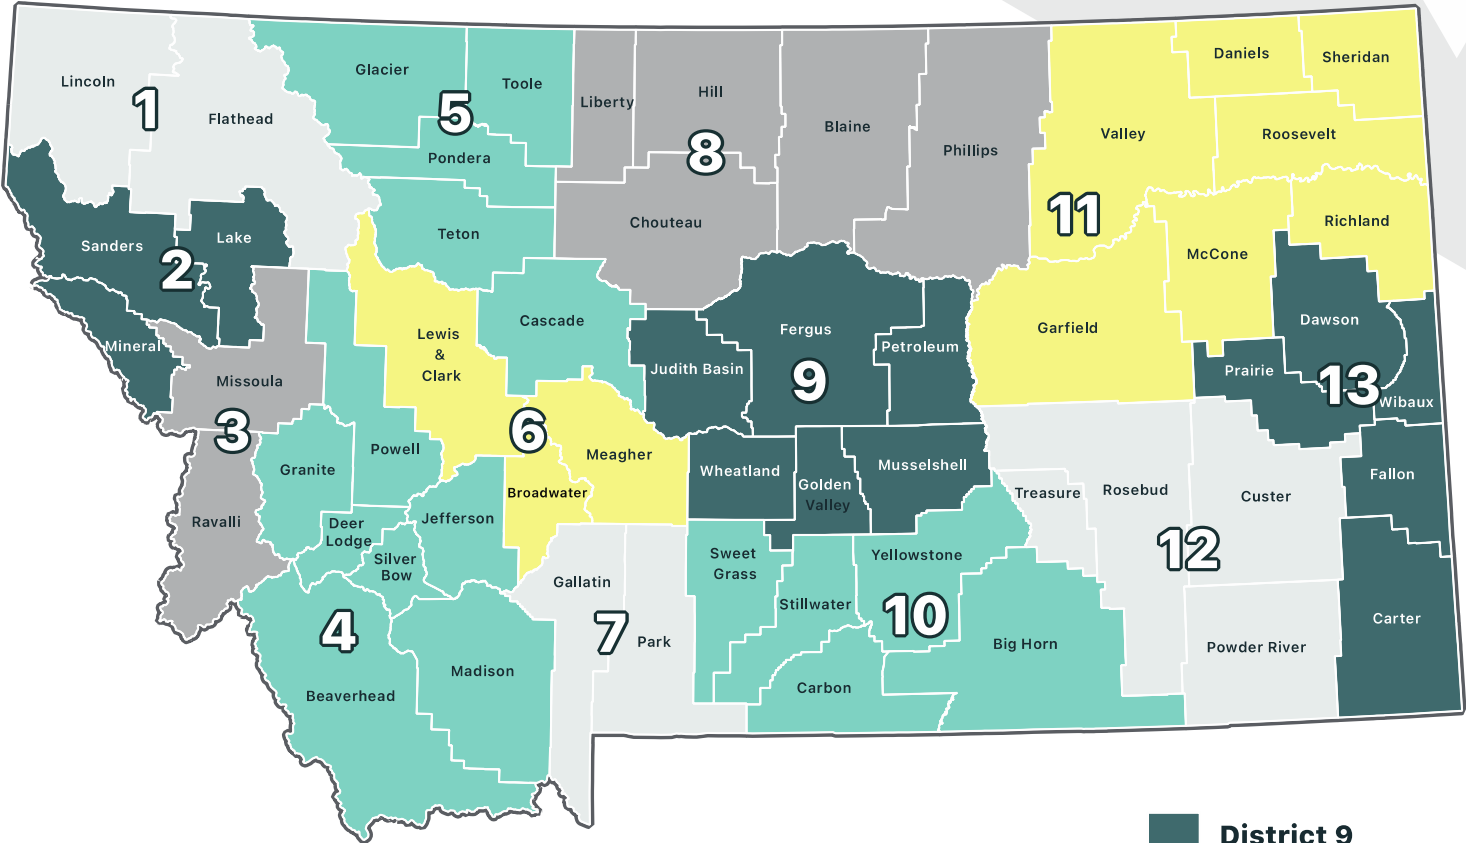 Lincoln
1
Flathead
Glacier
5
Toole
Pondera
Teton
Liberty
Hill
8
Blaine
Phillips
Chouteau
Valley
Daniels
Sheridan
Roosevelt
11
McCone
Richland
Garfield
Sanders
2
Lake
Mineral
Missoula
3
Ravalli
Lewis
&
Clark
Cascade
6
Meagher
Broadwater
Judith Basin
Fergus
9
Petroleum
Wheatland
Golden
Valley
Musselshell
Dawson
Prairie
13
Wibaux
Fallon
Carter
Granite
Powell
Deer
Lodge
Silver
Bow
Jefferson
4
Beaverhead
Madison
Gallatin
7
Park
Sweet
Grass
Stillwater
Yellowstone
10
Carbon
Big Horn
Treasure
Rosebud
Custer
12
Powder River
District 9